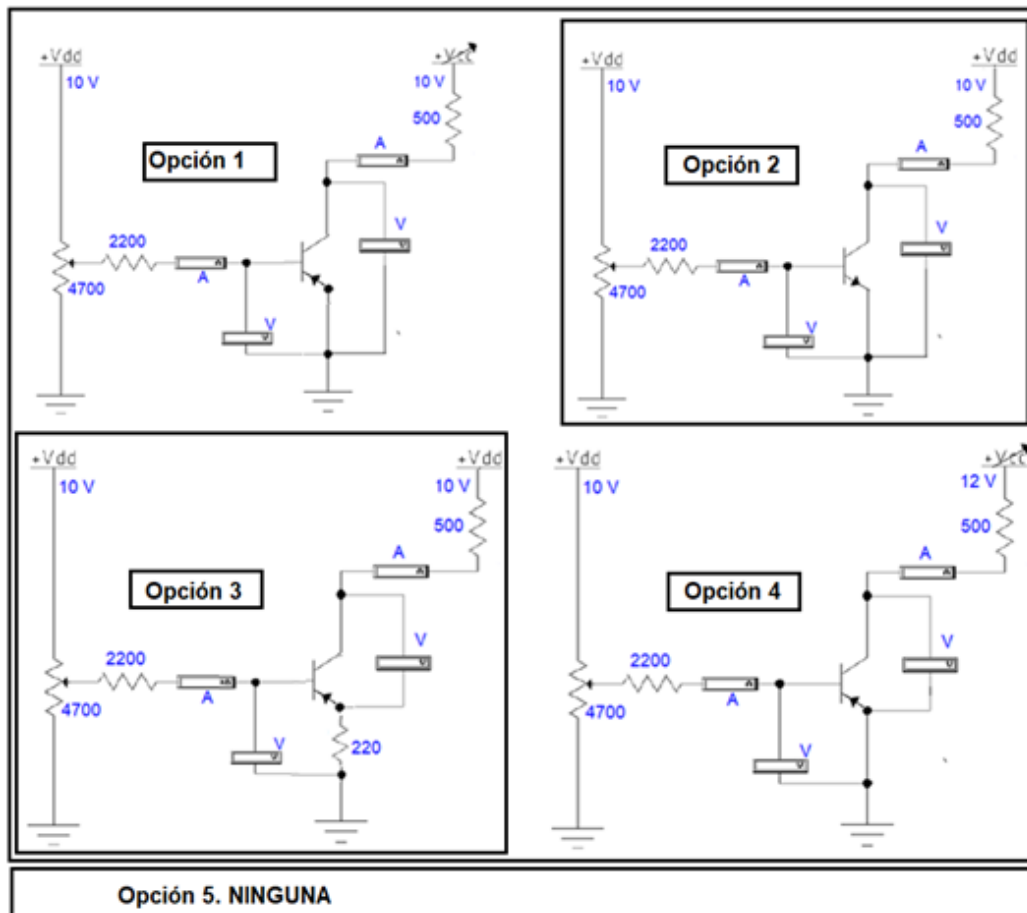 +Vdd
10 V
+Vcc
10 V
500
A
Opción 1
V
2200
A
4700
V
+Vdd
10 V
+Vdd
10 V
500
A
Opción 2
V
2200
A
4700
V
+Vdd
10 V
+Vdd
10 V
500
A
Opción 3
V
2200
A
4700
V
220
+Vdd
10 V
+Vcc
12 V
500
A
Opción 4
V
2200
A
4700
V
Opción 5. NINGUNA